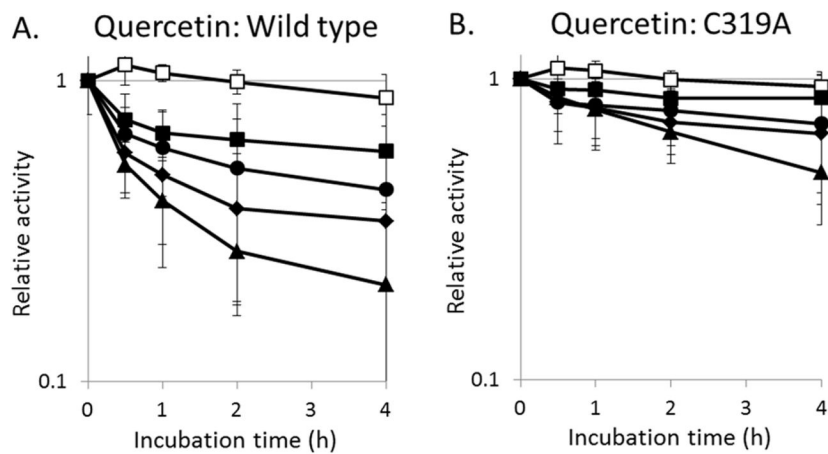 A. Quercetin: Wild type
1
Relative activity
0.1
0 1 2 3 4
Incubation time (h)
B. Quercetin: C319A
1
Relative activity
0.1
0 1 2 3 4
Incubation time (h)